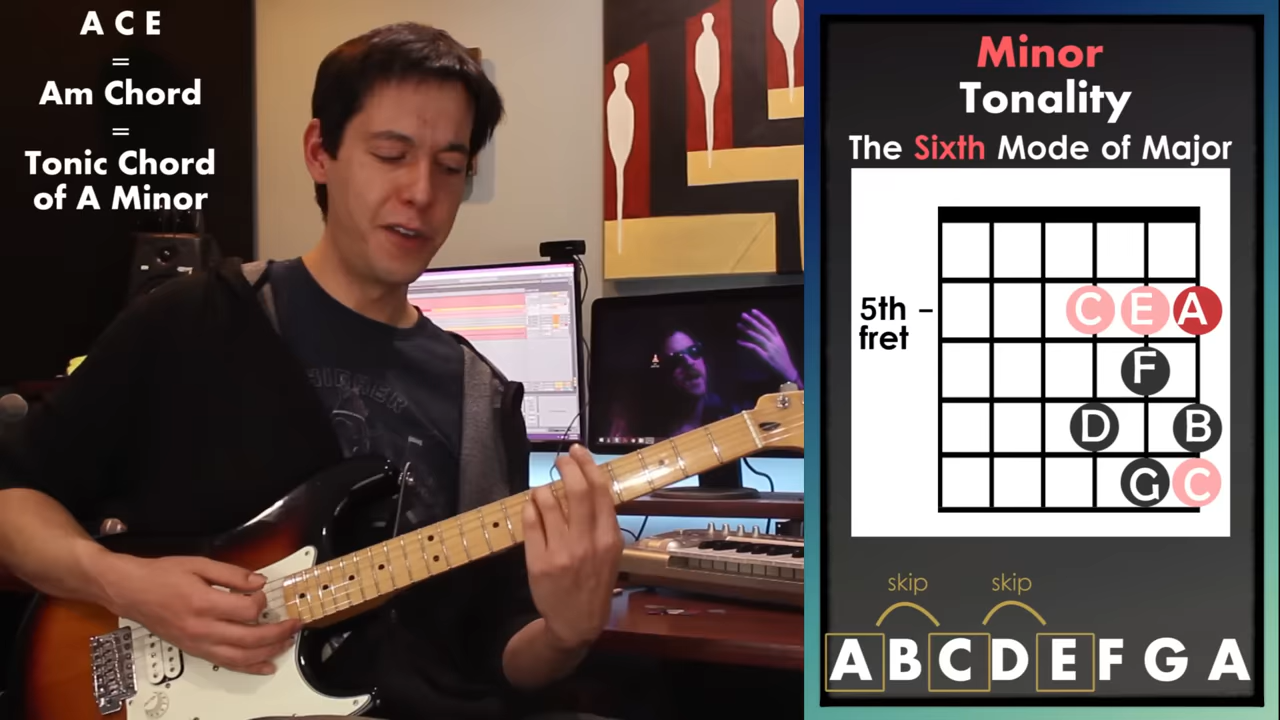 A C E
=
Am Chord
=
Tonic Chord
of A Minor
Minor
Tonality
The Sixth Mode of Major
5th –
fret
C E A
F
D B
G C
skip skip
A B C D E F G A